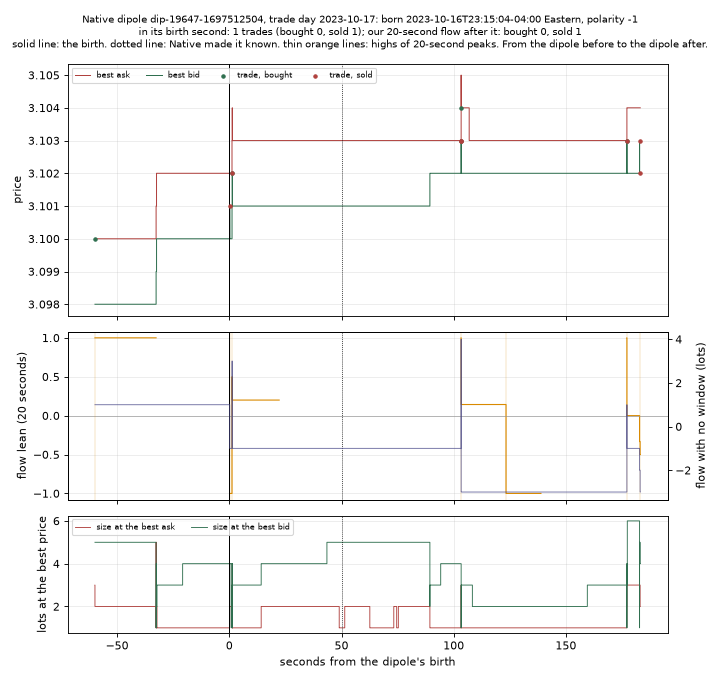 Native dipole dip-19647-1697512504, trade day 2023-10-17: born 2023-10-16T23:15:04-04:00 Eastern, polarity -1
in its birth second: 1 trades (bought 0, sold 1); our 20-second flow after it: bought 0, sold 1
solid line: the birth. dotted line: Native made it known. thin orange lines: highs of 20-second peaks. From the dipole before to the dipole after.
best ask best bid trade, bought trade, sold
3.105
3.104
3.103
3.102
3.101
3.100
3.099
3.098
price
1.0
0.5
0.0
−0.5
−1.0
flow lean (20 seconds)
4
2
0
−2
flow with no window (lots)
size at the best ask size at the best bid
6
4
2
lots at the best price
−50 0 50 100 150
seconds from the dipole's birth